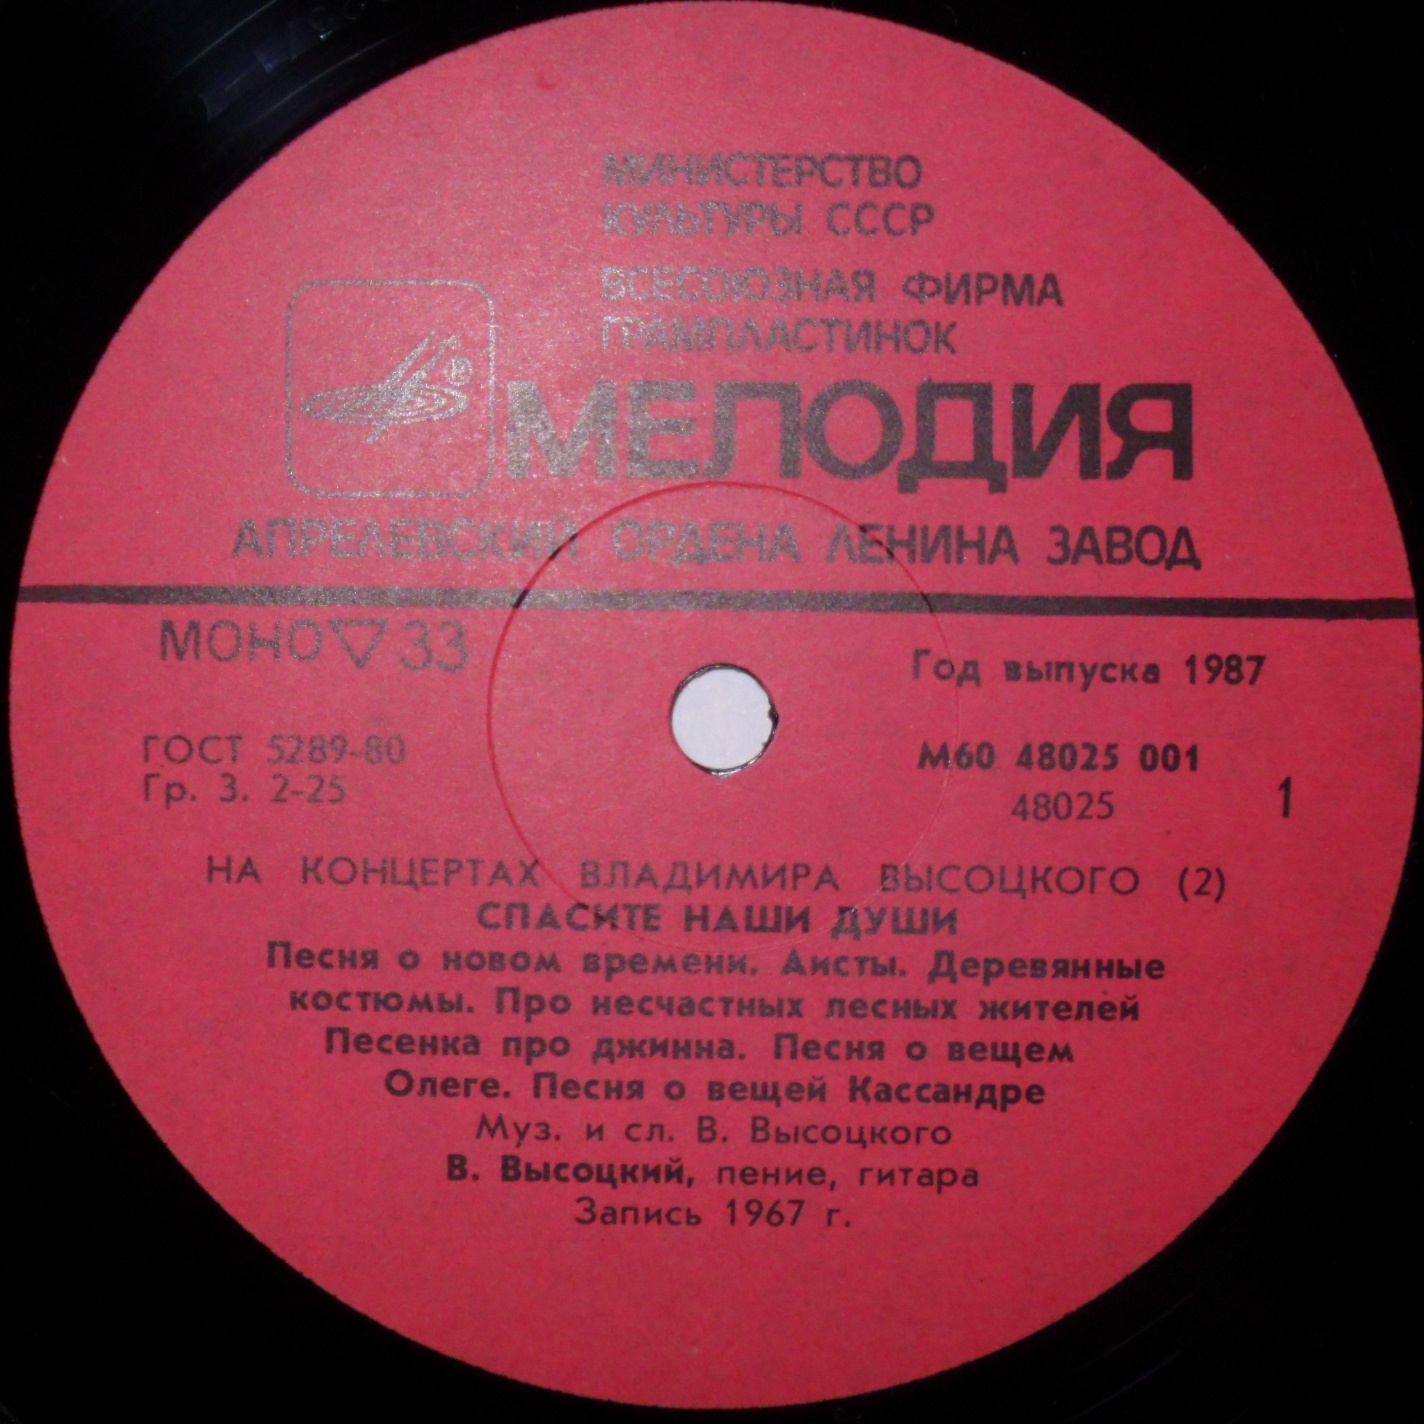 МИНИСТЕРСТВО
КУЛЬТУРЫ СССР
ВСЕСОЮЗНАЯ ФИРМА
ГРАМПЛАСТИНОК
®
МЕЛОДИЯ
АПРЕЛЕВСКИЙ ОРДЕНА ЛЕНИНА ЗАВОД
МОНО ▽ 33
Год выпуска 1987
ГОСТ 5289-80
Гр. 3. 2-25
М60 48025 001
48025
1
НА КОНЦЕРТАХ ВЛАДИМИРА ВЫСОЦКОГО (2)
СПАСИТЕ НАШИ ДУШИ
Песня о новом времени. Аисты. Деревянные
костюмы. Про несчастных лесных жителей
Песенка про джинна. Песня о вещем
Олеге. Песня о вещей Кассандре
Муз. и сл. В. Высоцкого
В. Высоцкий, пение, гитара
Запись 1967 г.